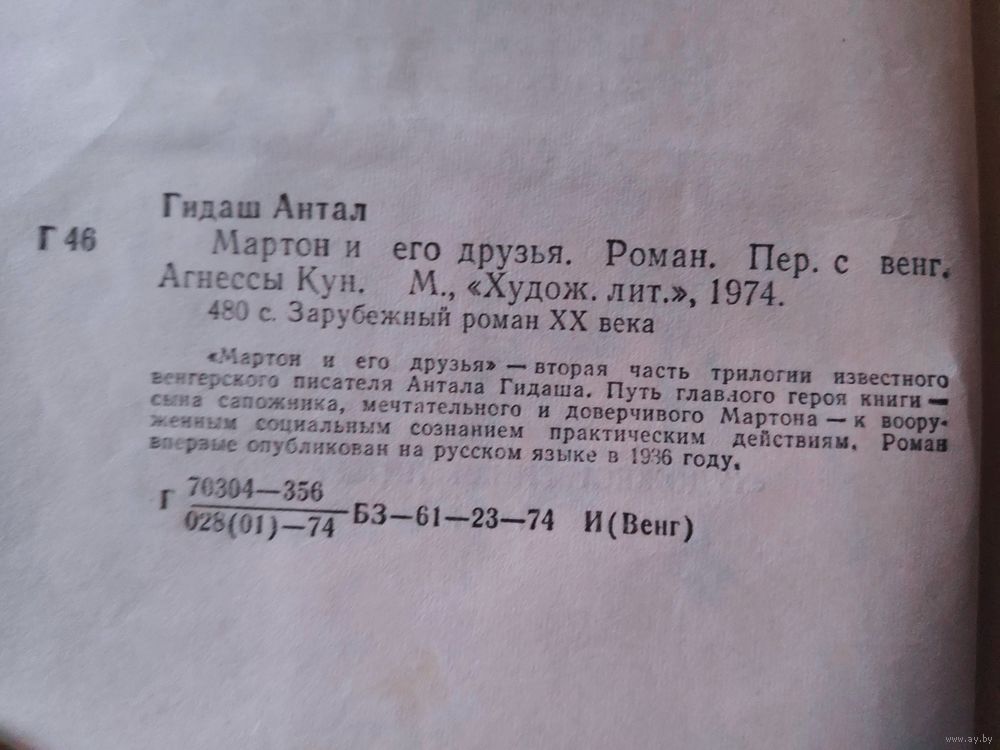 Гидаш Антал
Г 46
Мартон и его друзья. Роман. Пер. с венг.
Агнессы Кун. М., «Худож. лит.», 1974.
480 с. Зарубежный роман XX века
«Мартон и его друзья» — вторая часть трилогии известного
венгерского писателя Антала Гидаша. Путь главного героя книги —
сына сапожника, мечтательного и доверчивого Мартона — к воору-
женным социальным сознанием практическим действиям. Роман
впервые опубликован на русском языке в 1936 году.
Г 70304—356
028(01)—74 БЗ—61—23—74 И(Венг)
www.ay.by